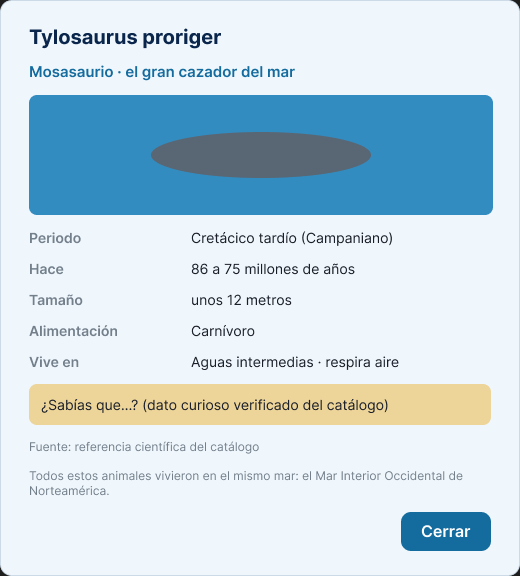 Tylosaurus proriger
Mosasaurio · el gran cazador del mar
Periodo Cretácico tardío (Campaniano)
Hace 86 a 75 millones de años
Tamaño unos 12 metros
Alimentación Carnívoro
Vive en Aguas intermedias · respira aire
¿Sabías que…? (dato curioso verificado del catálogo)
Fuente: referencia científica del catálogo
Todos estos animales vivieron en el mismo mar: el Mar Interior Occidental de
Norteamérica.
Cerrar